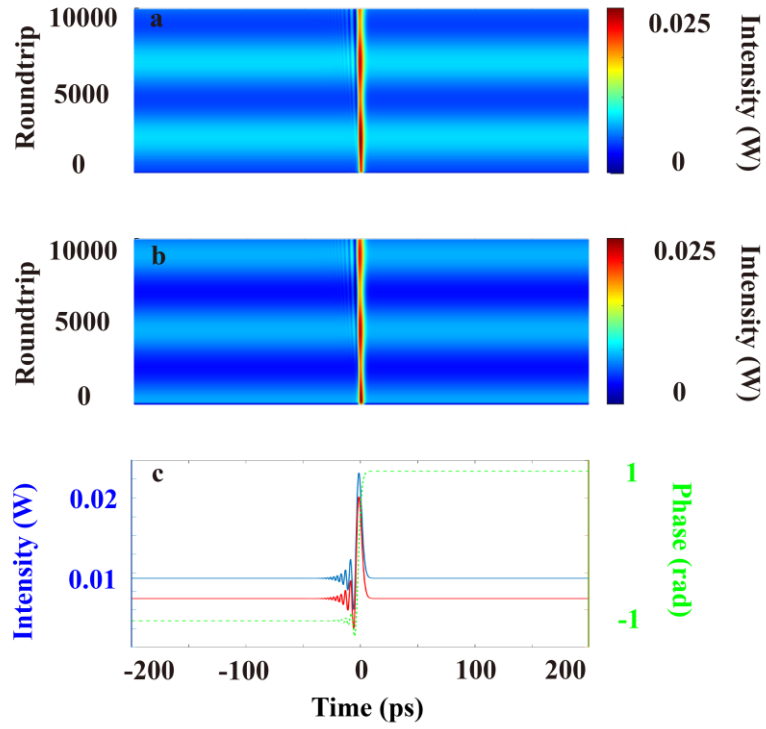 a
10000
5000
0
Roundtrip
0.025
0
Intensity (W)
b
10000
5000
0
Roundtrip
0.025
0
Intensity (W)
c
0.02
0.01
Intensity (W)
1
-1
Phase (rad)
-200 -100 0 100 200
Time (ps)